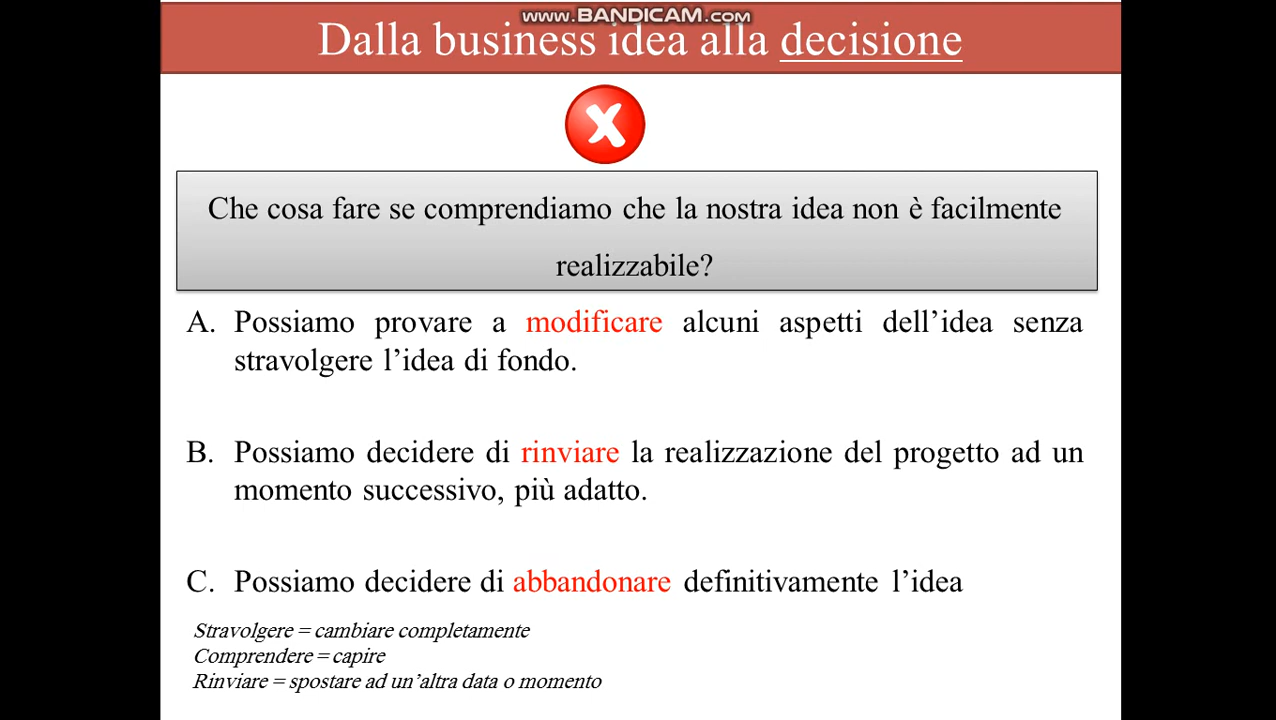 www.BANDICAM.com
Dalla business idea alla decisione
X
Che cosa fare se comprendiamo che la nostra idea non è facilmente
realizzabile?
A. Possiamo provare a modificare alcuni aspetti dell’idea senza
stravolgere l’idea di fondo.
B. Possiamo decidere di rinviare la realizzazione del progetto ad un
momento successivo, più adatto.
C. Possiamo decidere di abbandonare definitivamente l’idea
Stravolgere = cambiare completamente
Comprendere = capire
Rinviare = spostare ad un’altra data o momento